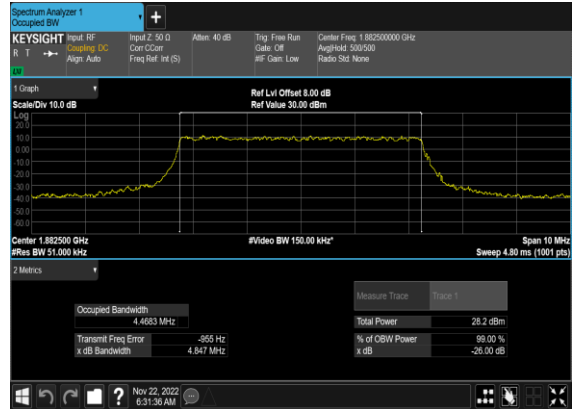 Spectrum Analyzer 1
Occupied BW
+
KEYSIGHT Input: RF Input Z: 50 Ω Atten: 40 dB Trig: Free Run Center Freq: 1.882500000 GHz
R T Coupling: DC Corr CCorr Gate: Off Avg|Hold: 500/500
Align: Auto Freq Ref: Int (S) #IF Gain: Low Radio Std: None
1 Graph
Ref Lvl Offset 8.00 dB
Scale/Div 10.0 dB Ref Value 30.00 dBm
Log
20.0
10.0
0.00
-10.0
-20.0
-30.0
-40.0
-50.0
-60.0
Center 1.882500 GHz #Video BW 150.00 kHz* Span 10 MHz
#Res BW 51.000 kHz Sweep 4.80 ms (1001 pts)
2 Metrics
Measure Trace Trace 1
Occupied Bandwidth
4.4683 MHz Total Power 28.2 dBm
Transmit Freq Error -955 Hz % of OBW Power 99.00 %
x dB Bandwidth 4.847 MHz x dB -26.00 dB
? Nov 22, 2022
6:31:36 AM